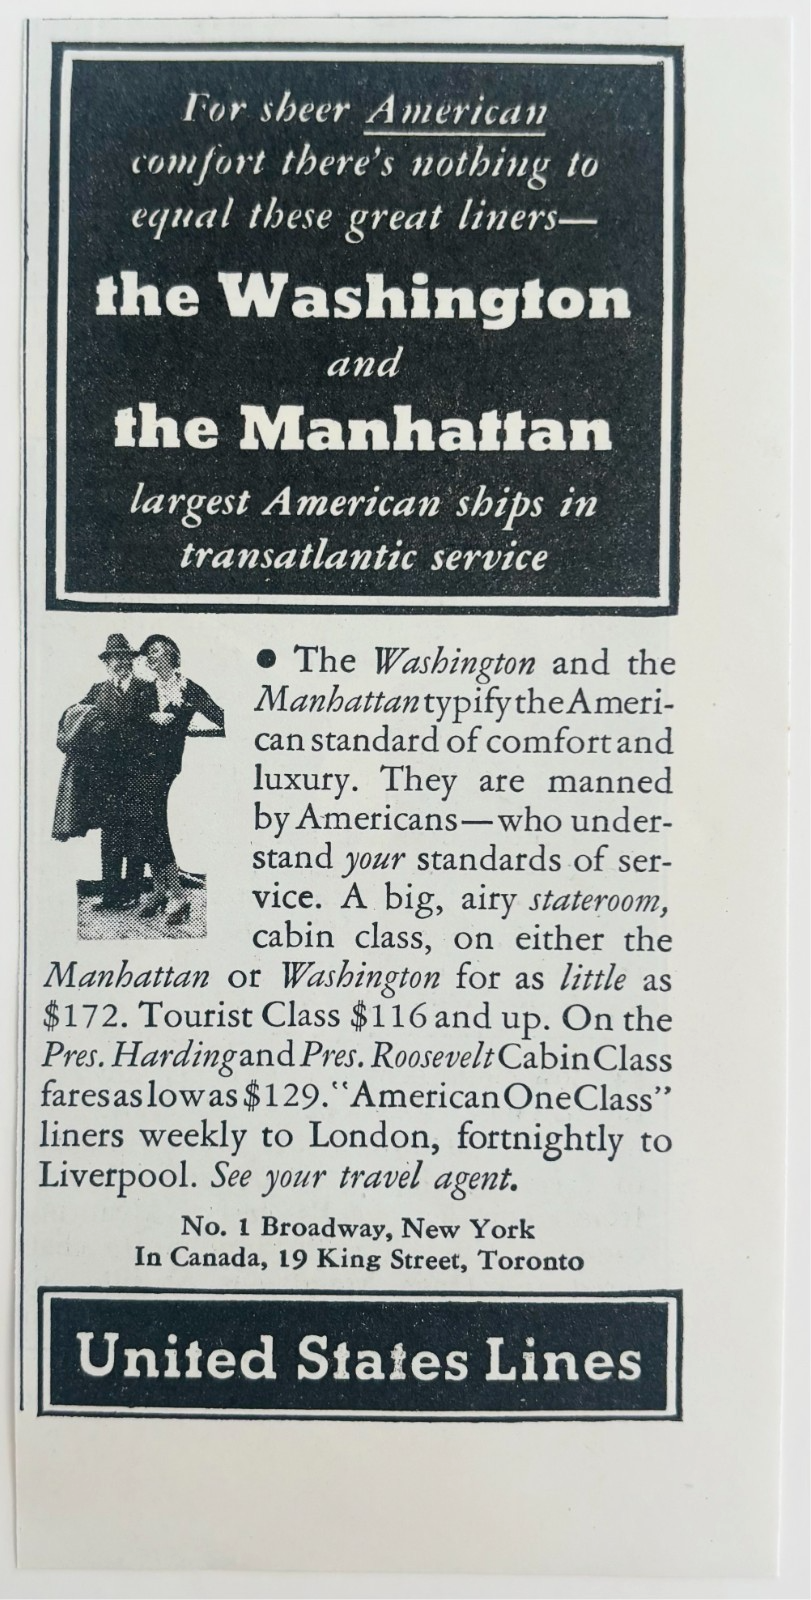 For sheer American
comfort there's nothing to
equal these great liners—
the Washington
and
the Manhattan
largest American ships in
transatlantic service
• The Washington and the
Manhattan typify the Ameri-
can standard of comfort and
luxury. They are manned
by Americans—who under-
stand your standards of ser-
vice. A big, airy stateroom,
cabin class, on either the
Manhattan or Washington for as little as
$172. Tourist Class $116 and up. On the
Pres. Harding and Pres. Roosevelt Cabin Class
fares as low as $129. "American One Class"
liners weekly to London, fortnightly to
Liverpool. See your travel agent.
No. 1 Broadway, New York
In Canada, 19 King Street, Toronto
United States Lines